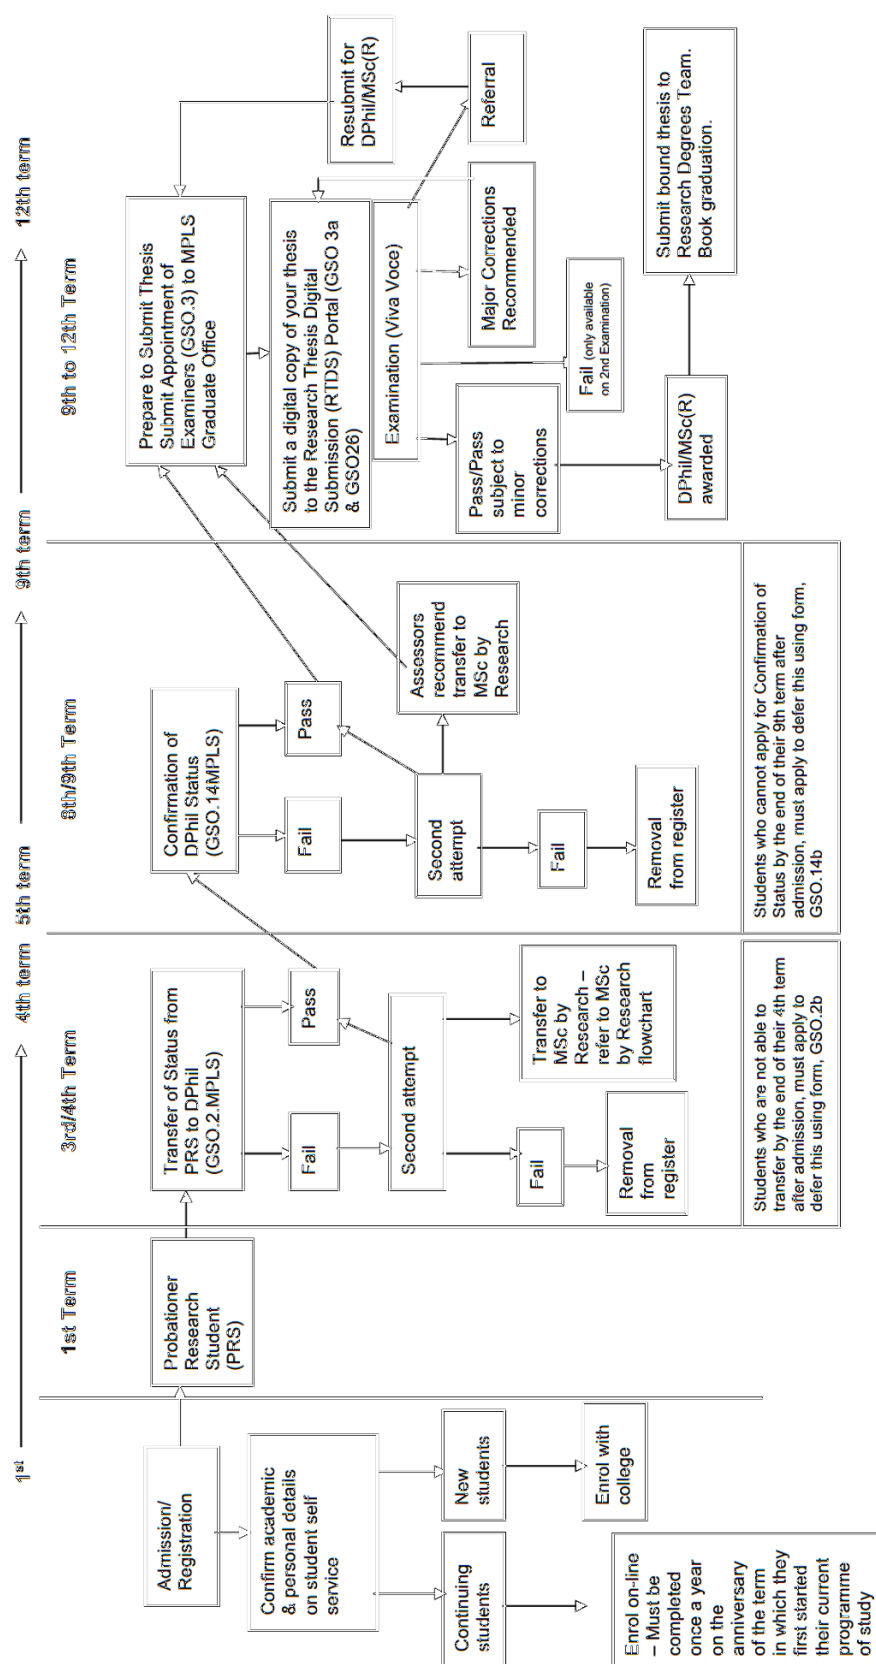 1st
4th term
5th term
9th term
12th term
1st Term
3rd/4th Term
8th/9th Term
9th to 12th Term
Admission/
Registration
Confirm academic
& personal details
on student self
service
Continuing
students
New
students
Enrol on-line
– Must be
completed
once a year
on the
anniversary
of the term
in which they
first started
their current
programme
of study
Enrol with
college
Probationer
Research
Student
(PRS)
Transfer of Status from
PRS to DPhil
(GSO.2.MPLS)
Fail
Pass
Second attempt
Fail
Removal
from
register
Transfer to
MSc by
Research –
refer to MSc
by Research
flowchart
Students who are not able to
transfer by the end of their 4th term
after admission, must apply to
defer this using form, GSO.2b
Confirmation of
DPhil Status
(GSO.14MPLS)
Fail
Pass
Second
attempt
Fail
Removal
from register
Assessors
recommend
transfer to
MSc by
Research
Students who cannot apply for Confirmation of
Status by the end of their 9th term after
admission, must apply to defer this using form,
GSO.14b
Prepare to Submit Thesis
Submit Appointment of
Examiners (GSO.3) to MPLS
Graduate Office
Submit a digital copy of your thesis
to the Research Thesis Digital
Submission (RTDS) Portal (GSO 3a
& GSO26)
Examination (Viva Voce)
Pass/Pass
subject to
minor
corrections
Fail (only available
on 2nd Examination)
Major Corrections
Recommended
Referral
Resubmit for
DPhil/MSc(R)
DPhil/MSc(R)
awarded
Submit bound thesis to
Research Degrees Team.
Book graduation.